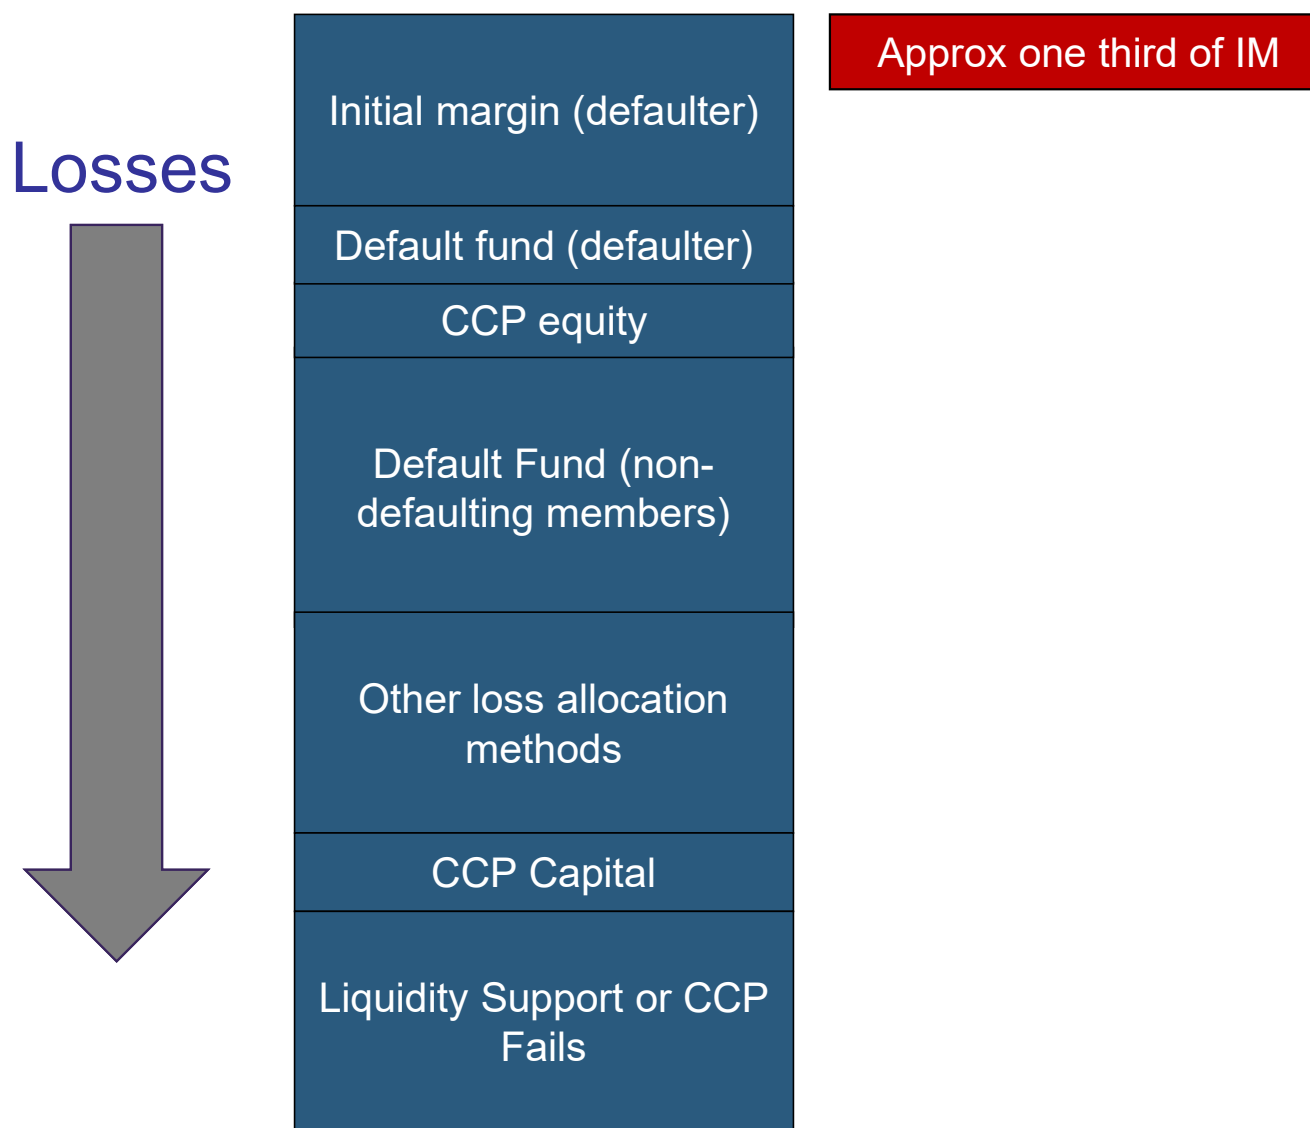 Approx one third of IM
Initial margin (defaulter)
Losses
Default fund (defaulter)
CCP equity
Default Fund (non-
defaulting members)
Other loss allocation
methods
CCP Capital
Liquidity Support or CCP
Fails